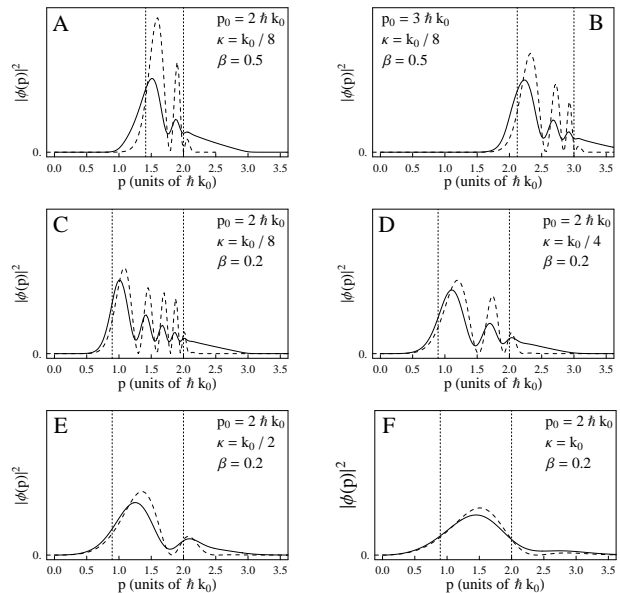 A
p₀ = 2 ℏ k₀
κ = k₀ / 8
β = 0.5
|ϕ(p)|²
0.
0.0 0.5 1.0 1.5 2.0 2.5 3.0 3.5
p (units of ℏ k₀)
B
p₀ = 3 ℏ k₀
κ = k₀ / 8
β = 0.5
|ϕ(p)|²
0.
0.0 0.5 1.0 1.5 2.0 2.5 3.0 3.5
p (units of ℏ k₀)
C
p₀ = 2 ℏ k₀
κ = k₀ / 8
β = 0.2
|ϕ(p)|²
0.
0.0 0.5 1.0 1.5 2.0 2.5 3.0 3.5
p (units of ℏ k₀)
D
p₀ = 2 ℏ k₀
κ = k₀ / 4
β = 0.2
|ϕ(p)|²
0.
0.0 0.5 1.0 1.5 2.0 2.5 3.0 3.5
p (units of ℏ k₀)
E
p₀ = 2 ℏ k₀
κ = k₀ / 2
β = 0.2
|ϕ(p)|²
0.
0.0 0.5 1.0 1.5 2.0 2.5 3.0 3.5
p (units of ℏ k₀)
F
p₀ = 2 ℏ k₀
κ = k₀
β = 0.2
|ϕ(p)|²
0.
0.0 0.5 1.0 1.5 2.0 2.5 3.0 3.5
p (units of ℏ k₀)